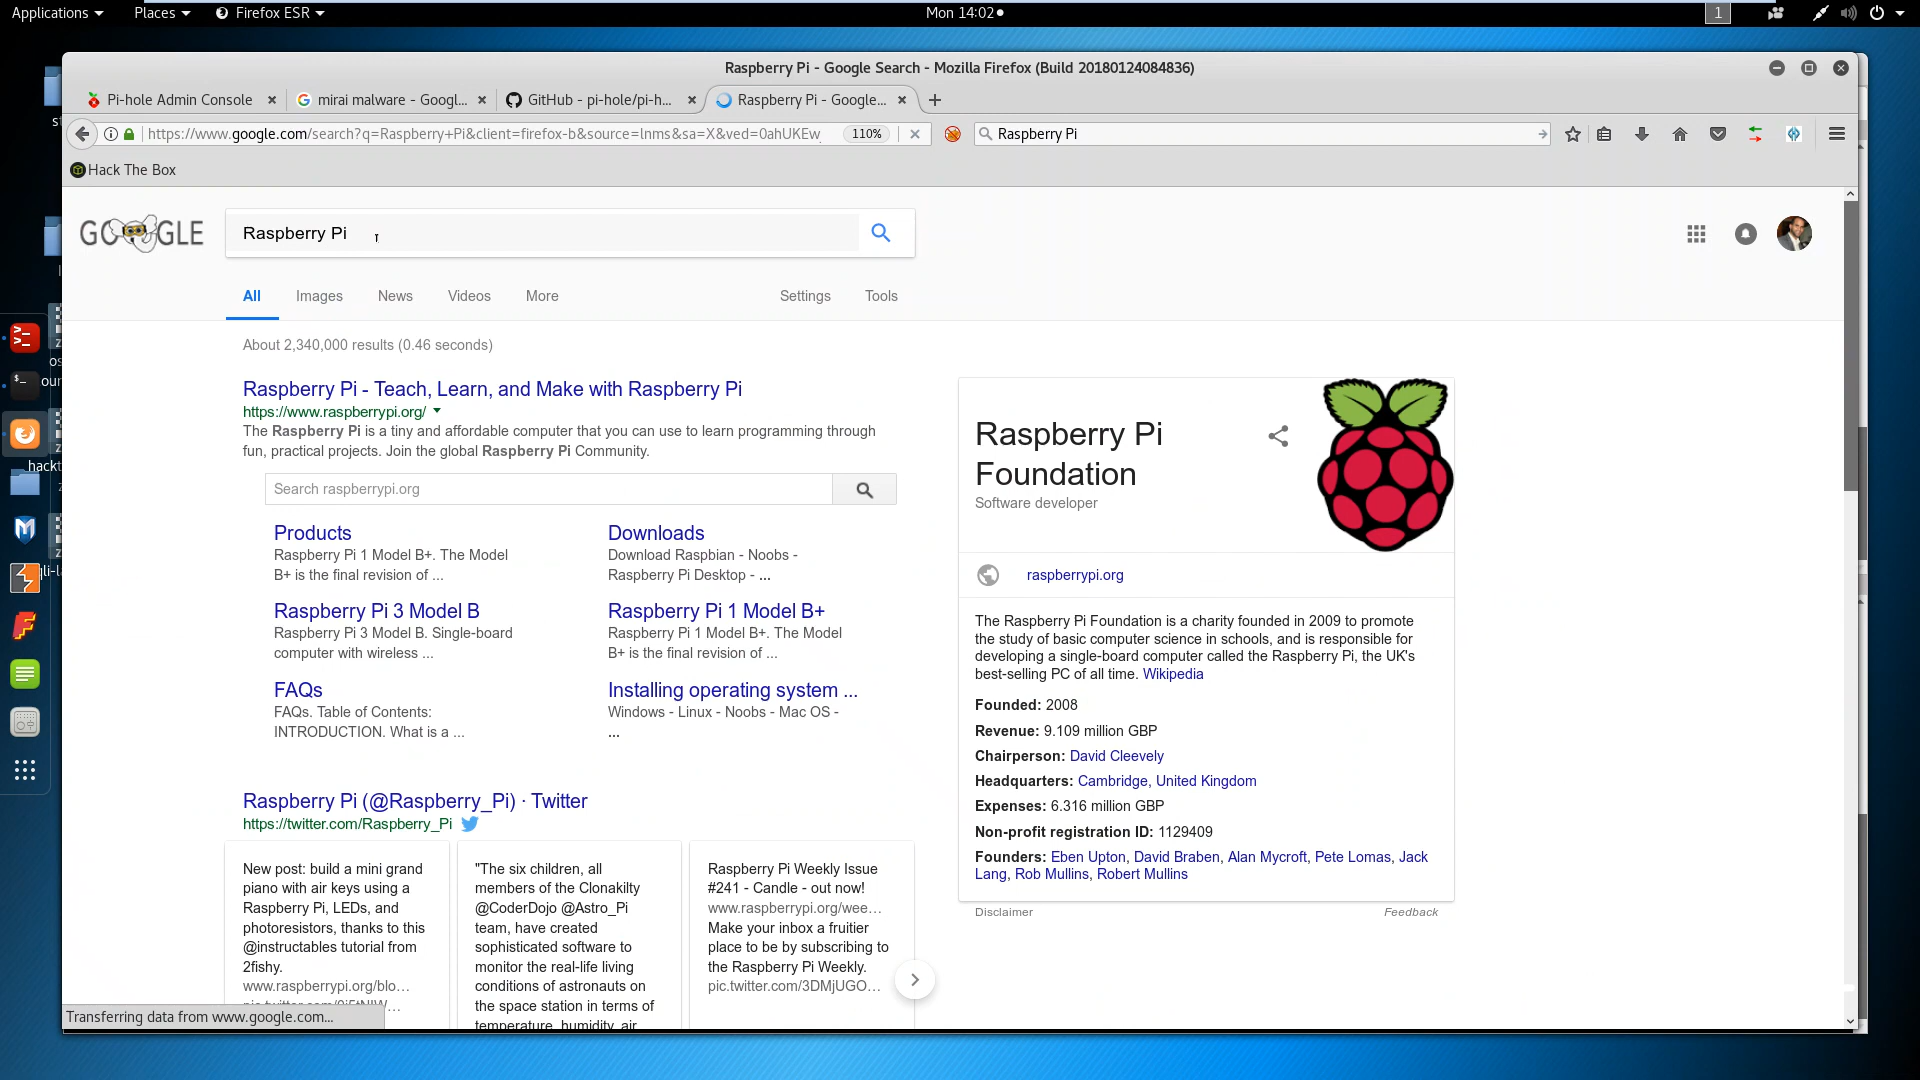 Applications Places Firefox ESR Mon 14:02 1
Raspberry Pi - Google Search - Mozilla Firefox (Build 20180124084836)
Pi-hole Admin Console mirai malware - Googl... GitHub - pi-hole/pi-h... Raspberry Pi - Google...
https://www.google.com/search?q=Raspberry+Pi&client=firefox-b&source=lnms&sa=X&ved=0ahUKEw 110% Raspberry Pi
Hack The Box
GOOGLE Raspberry Pi
All Images News Videos More Settings Tools
About 2,340,000 results (0.46 seconds)
Raspberry Pi - Teach, Learn, and Make with Raspberry Pi
https://www.raspberrypi.org/
The Raspberry Pi is a tiny and affordable computer that you can use to learn programming through
fun, practical projects. Join the global Raspberry Pi Community.
Search raspberrypi.org
Products
Raspberry Pi 1 Model B+. The Model
B+ is the final revision of ...
Downloads
Download Raspbian - Noobs -
Raspberry Pi Desktop - ...
Raspberry Pi 3 Model B
Raspberry Pi 3 Model B. Single-board
computer with wireless ...
Raspberry Pi 1 Model B+
Raspberry Pi 1 Model B+. The Model
B+ is the final revision of ...
FAQs
FAQs. Table of Contents:
INTRODUCTION. What is a ...
Installing operating system ...
Windows - Linux - Noobs - Mac OS -
...
Raspberry Pi (@Raspberry_Pi) · Twitter
https://twitter.com/Raspberry_Pi
New post: build a mini grand
piano with air keys using a
Raspberry Pi, LEDs, and
photoresistors, thanks to this
@instructables tutorial from
2fishy.
www.raspberrypi.org/blo...
"The six children, all
members of the Clonakilty
@CoderDojo @Astro_Pi
team, have created
sophisticated software to
monitor the real-life living
conditions of astronauts on
the space station in terms of
temperature, humidity, air
Raspberry Pi Weekly Issue
#241 - Candle - out now!
www.raspberrypi.org/wee...
Make your inbox a fruitier
place to be by subscribing to
the Raspberry Pi Weekly.
pic.twitter.com/3DMjUGO...
Raspberry Pi
Foundation
Software developer
raspberrypi.org
The Raspberry Pi Foundation is a charity founded in 2009 to promote
the study of basic computer science in schools, and is responsible for
developing a single-board computer called the Raspberry Pi, the UK's
best-selling PC of all time. Wikipedia
Founded: 2008
Revenue: 9.109 million GBP
Chairperson: David Cleevely
Headquarters: Cambridge, United Kingdom
Expenses: 6.316 million GBP
Non-profit registration ID: 1129409
Founders: Eben Upton, David Braben, Alan Mycroft, Pete Lomas, Jack
Lang, Rob Mullins, Robert Mullins
Disclaimer Feedback
Transferring data from www.google.com...